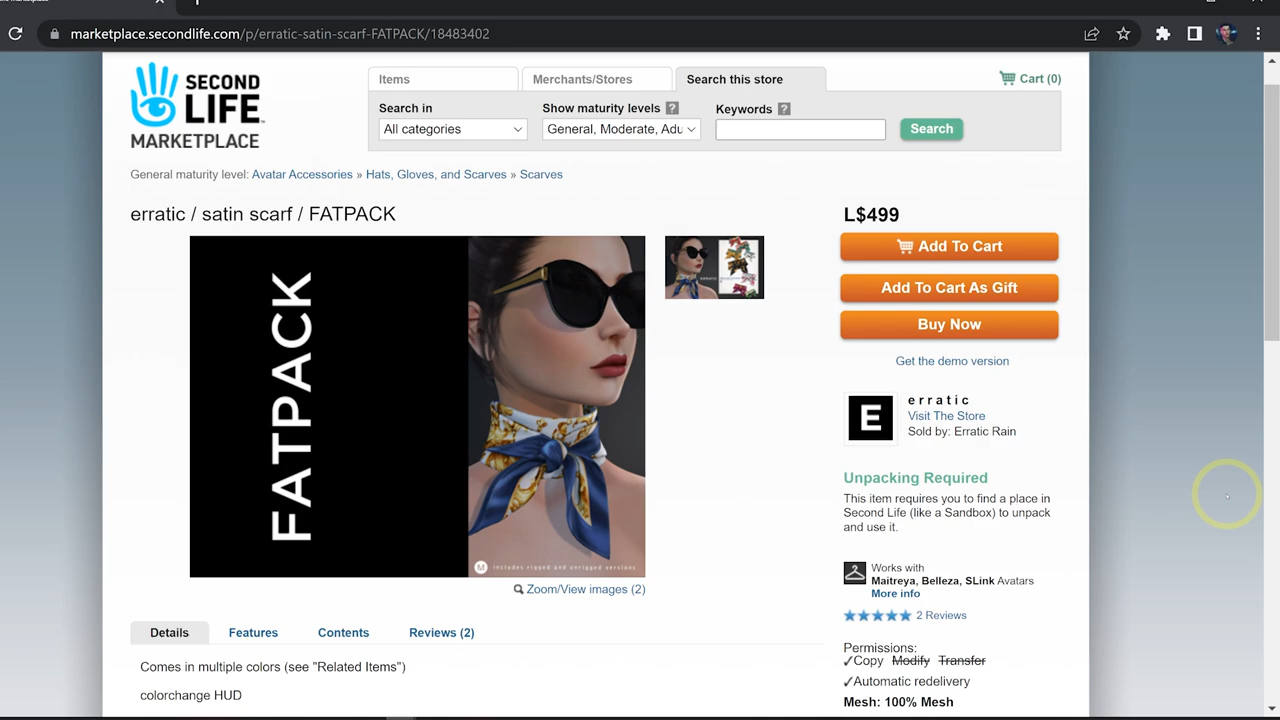 marketplace.secondlife.com/p/erratic-satin-scarf-FATPACK/18483402
SECOND
LIFE
MARKETPLACE
Items
Merchants/Stores
Search this store
Cart (0)
Search in
Show maturity levels ?
Keywords ?
All categories
General, Moderate, Adu
Search
General maturity level: Avatar Accessories » Hats, Gloves, and Scarves » Scarves
erratic / satin scarf / FATPACK
L$499
Add To Cart
Add To Cart As Gift
Buy Now
Get the demo version
FATPACK
M includes rigged and unrigged versions
Zoom/View images (2)
E
e r r a t i c
Visit The Store
Sold by: Erratic Rain
Unpacking Required
This item requires you to find a place in
Second Life (like a Sandbox) to unpack
and use it.
Works with
Maitreya, Belleza, SLink Avatars
More info
2 Reviews
Permissions:
✓Copy Modify Transfer
✓Automatic redelivery
Mesh: 100% Mesh
Details
Features
Contents
Reviews (2)
Comes in multiple colors (see "Related Items")
colorchange HUD